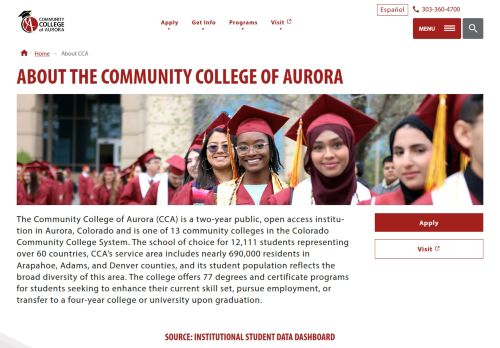 Español
303-360-4700
COMMUNITY
COLLEGE
of AURORA
Apply
Get Info
Programs
Visit
MENU
Home
About CCA
ABOUT THE COMMUNITY COLLEGE OF AURORA
The Community College of Aurora (CCA) is a two-year public, open access institu-
tion in Aurora, Colorado and is one of 13 community colleges in the Colorado
Community College System. The school of choice for 12,111 students representing
over 60 countries, CCA's service area includes nearly 690,000 residents in
Arapahoe, Adams, and Denver counties, and its student population reflects the
broad diversity of this area. The college offers 77 degrees and certificate programs
for students seeking to enhance their current skill set, pursue employment, or
transfer to a four-year college or university upon graduation.
Apply
Visit
SOURCE: INSTITUTIONAL STUDENT DATA DASHBOARD